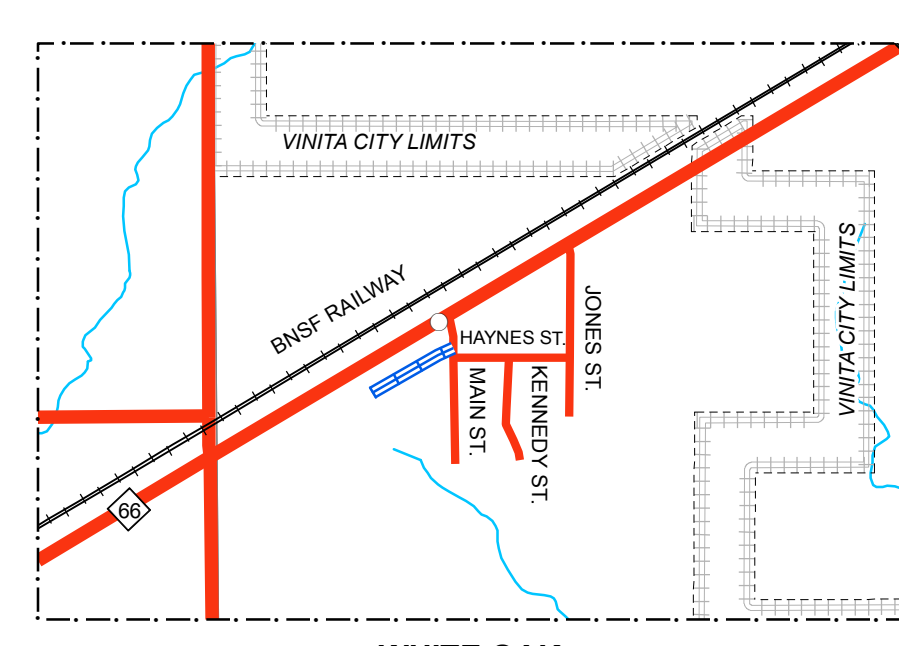 VINITA CITY LIMITS
VINITA CITY LIMITS
BNSF RAILWAY
JONES ST.
HAYNES ST.
MAIN ST.
KENNEDY ST.
66